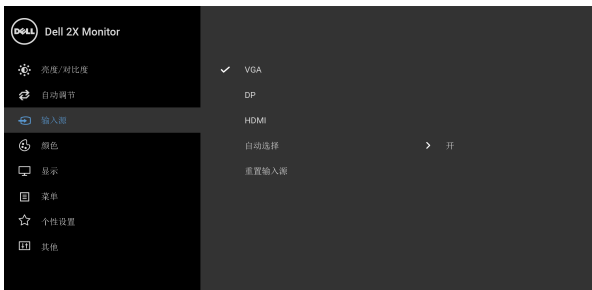 DELL Dell 2X Monitor
亮度/对比度
VGA
自动调节
DP
输入源
HDMI
颜色
自动选择 开
显示
重置输入源
菜单
个性设置
其他